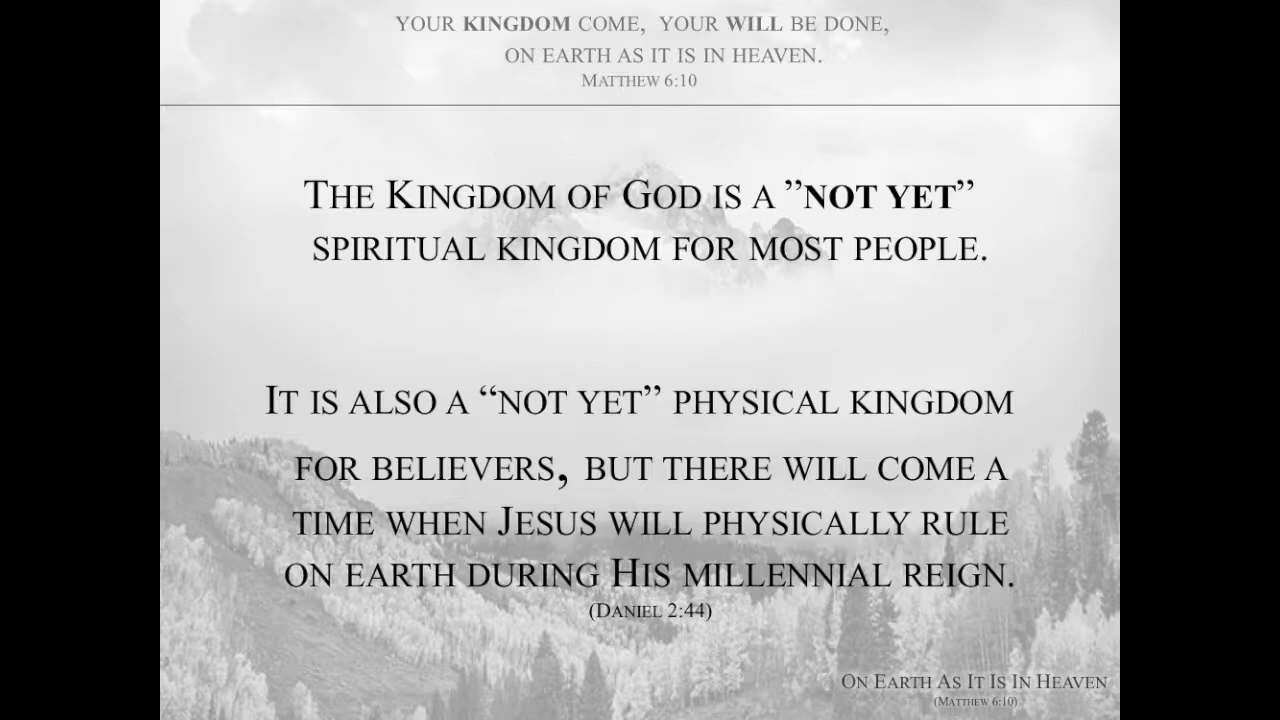 YOUR KINGDOM COME, YOUR WILL BE DONE,
ON EARTH AS IT IS IN HEAVEN.
MATTHEW 6:10
THE KINGDOM OF GOD IS A ”NOT YET”
SPIRITUAL KINGDOM FOR MOST PEOPLE.
IT IS ALSO A “NOT YET” PHYSICAL KINGDOM
FOR BELIEVERS, BUT THERE WILL COME A
TIME WHEN JESUS WILL PHYSICALLY RULE
ON EARTH DURING HIS MILLENNIAL REIGN.
(DANIEL 2:44)
ON EARTH AS IT IS IN HEAVEN
(MATTHEW 6:10)